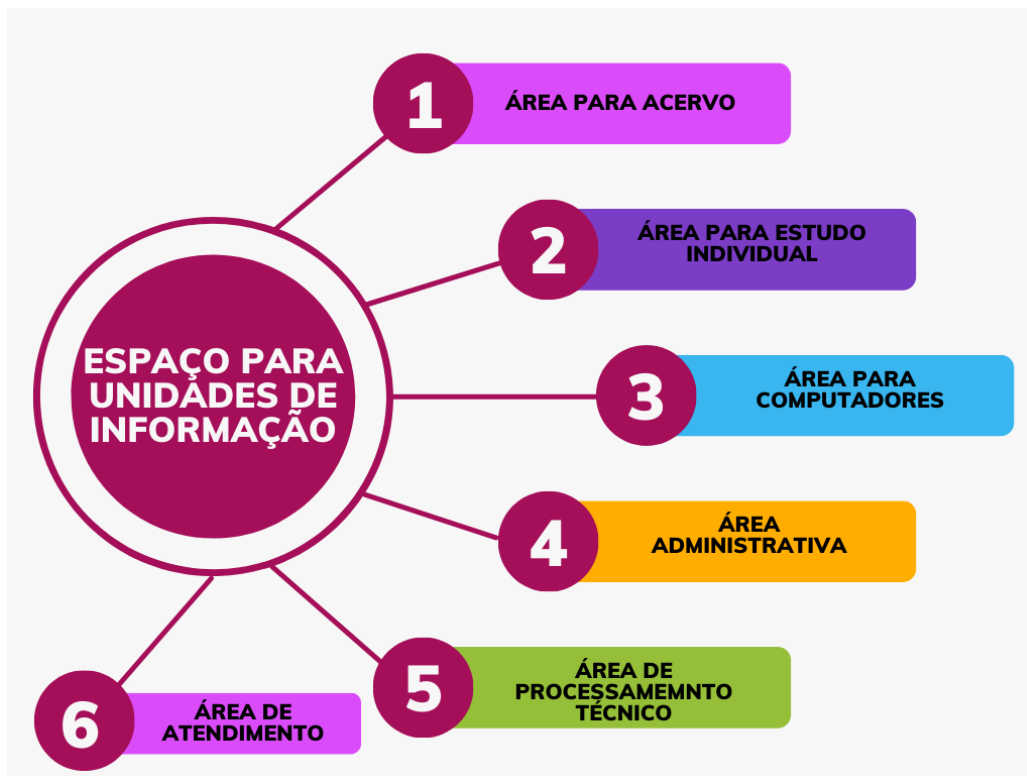 1
ÁREA PARA ACERVO
2
ÁREA PARA ESTUDO
INDIVIDUAL
ESPAÇO PARA
UNIDADES DE
INFORMAÇÃO
3
ÁREA PARA
COMPUTADORES
4
ÁREA
ADMINISTRATIVA
5
ÁREA DE
PROCESSAMEMNTO
TÉCNICO
6
ÁREA DE
ATENDIMENTO